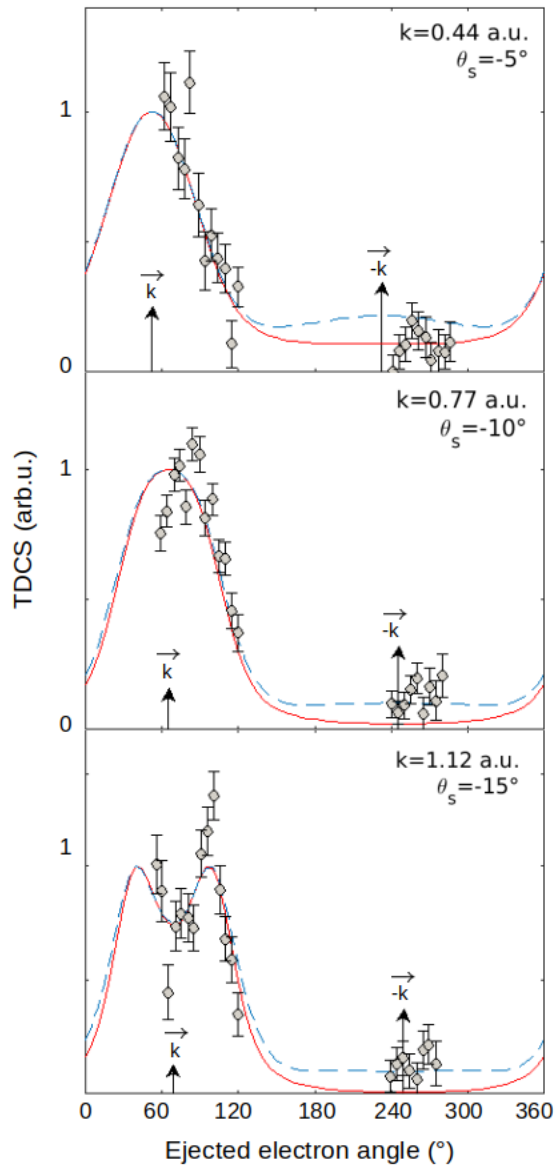 k=0.44 a.u.
θs=-5°
1
k
-k
0
k=0.77 a.u.
θs=-10°
1
TDCS (arb.u.)
k
-k
0
k=1.12 a.u.
θs=-15°
1
k
-k
0 60 120 180 240 300 360
Ejected electron angle (°)